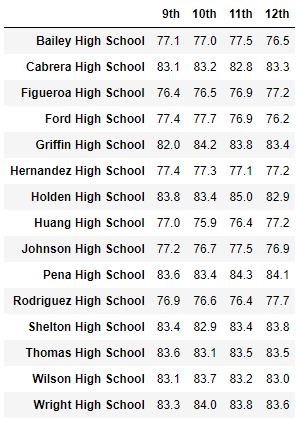 9th 10th 11th 12th
Bailey High School 77.1 77.0 77.5 76.5
Cabrera High School 83.1 83.2 82.8 83.3
Figueroa High School 76.4 76.5 76.9 77.2
Ford High School 77.4 77.7 76.9 76.2
Griffin High School 82.0 84.2 83.8 83.4
Hernandez High School 77.4 77.3 77.1 77.2
Holden High School 83.8 83.4 85.0 82.9
Huang High School 77.0 75.9 76.4 77.2
Johnson High School 77.2 76.7 77.5 76.9
Pena High School 83.6 83.4 84.3 84.1
Rodriguez High School 76.9 76.6 76.4 77.7
Shelton High School 83.4 82.9 83.4 83.8
Thomas High School 83.6 83.1 83.5 83.5
Wilson High School 83.1 83.7 83.2 83.0
Wright High School 83.3 84.0 83.8 83.6